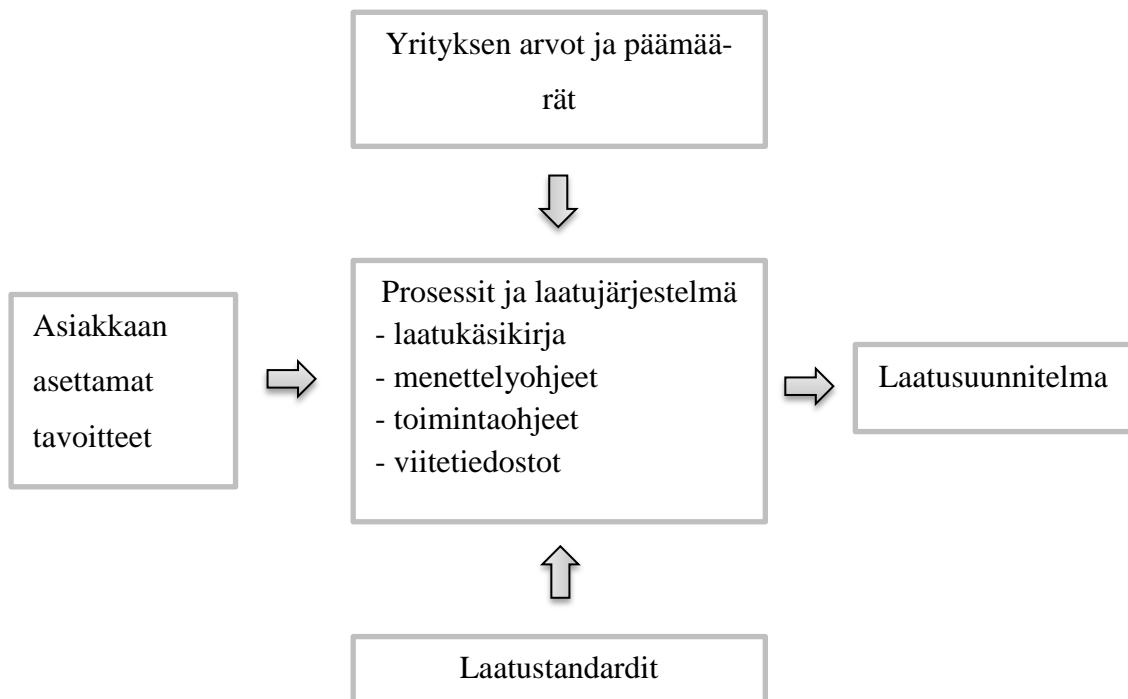 Yrityksen arvot ja päämää-
rät
Asiakkaan
asettamat
tavoitteet
Prosessit ja laatujärjestelmä
- laatukäsikirja
- menettelyohjeet
- toimintaohjeet
- viitetiedostot
Laatusuunnitelma
Laatustandardit